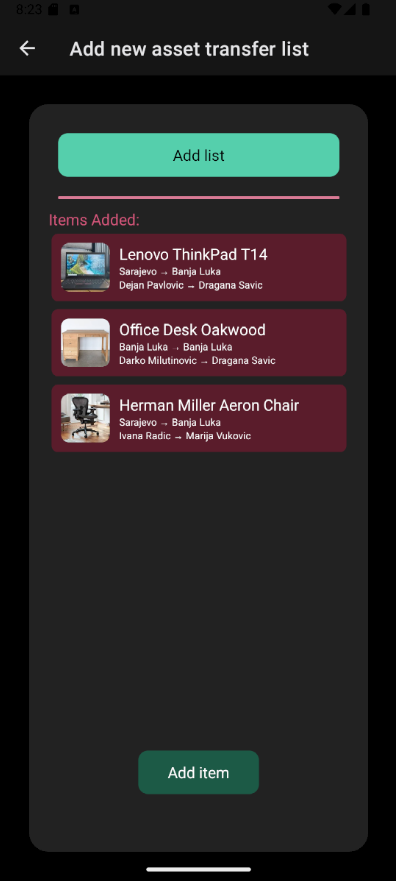 8:23
Add new asset transfer list
Add list
Items Added:
Lenovo ThinkPad T14
Sarajevo → Banja Luka
Dejan Pavlovic → Dragana Savic
Office Desk Oakwood
Banja Luka → Banja Luka
Darko Milutinovic → Dragana Savic
Herman Miller Aeron Chair
Sarajevo → Banja Luka
Ivana Radic → Marija Vukovic
Add item